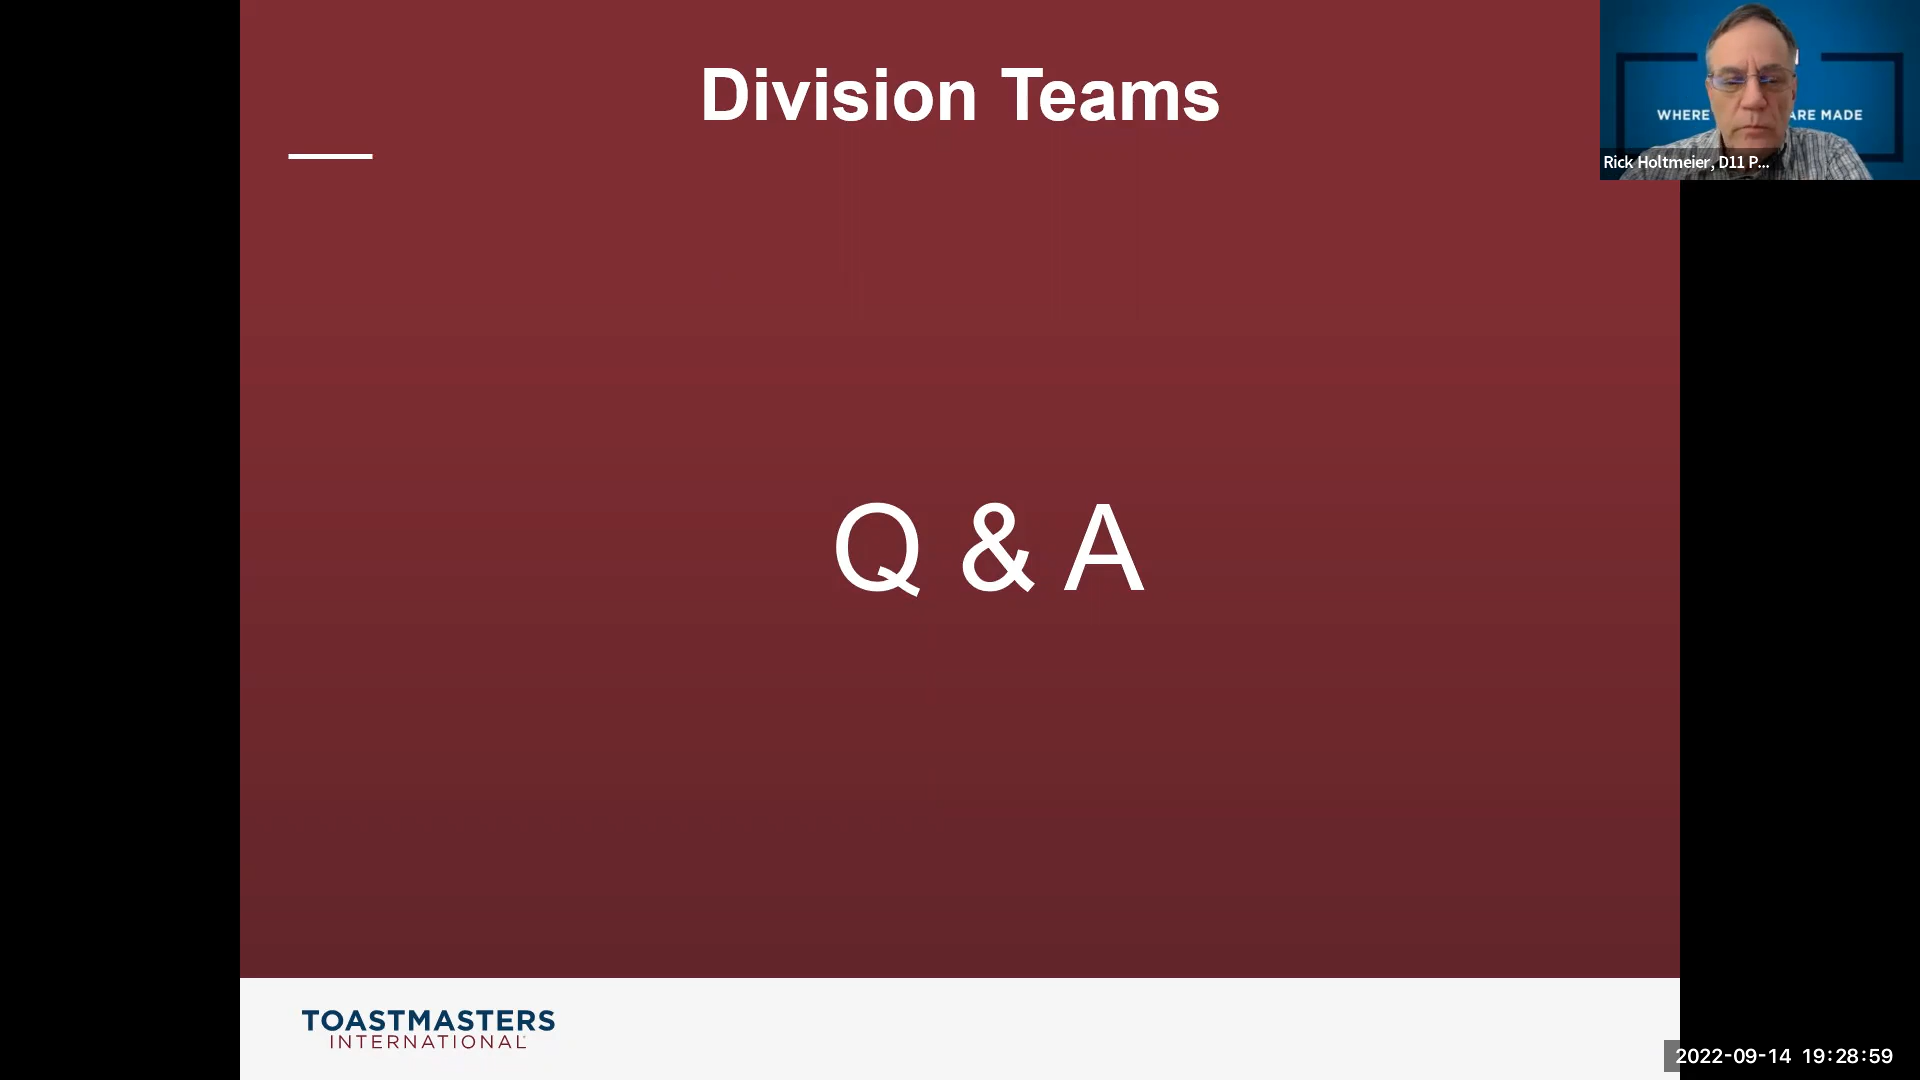 Division Teams
WHERE ARE MADE
Rick Holtmeier, D11 P...
Q & A
TOASTMASTERS
INTERNATIONAL
2022-09-14 19:28:59